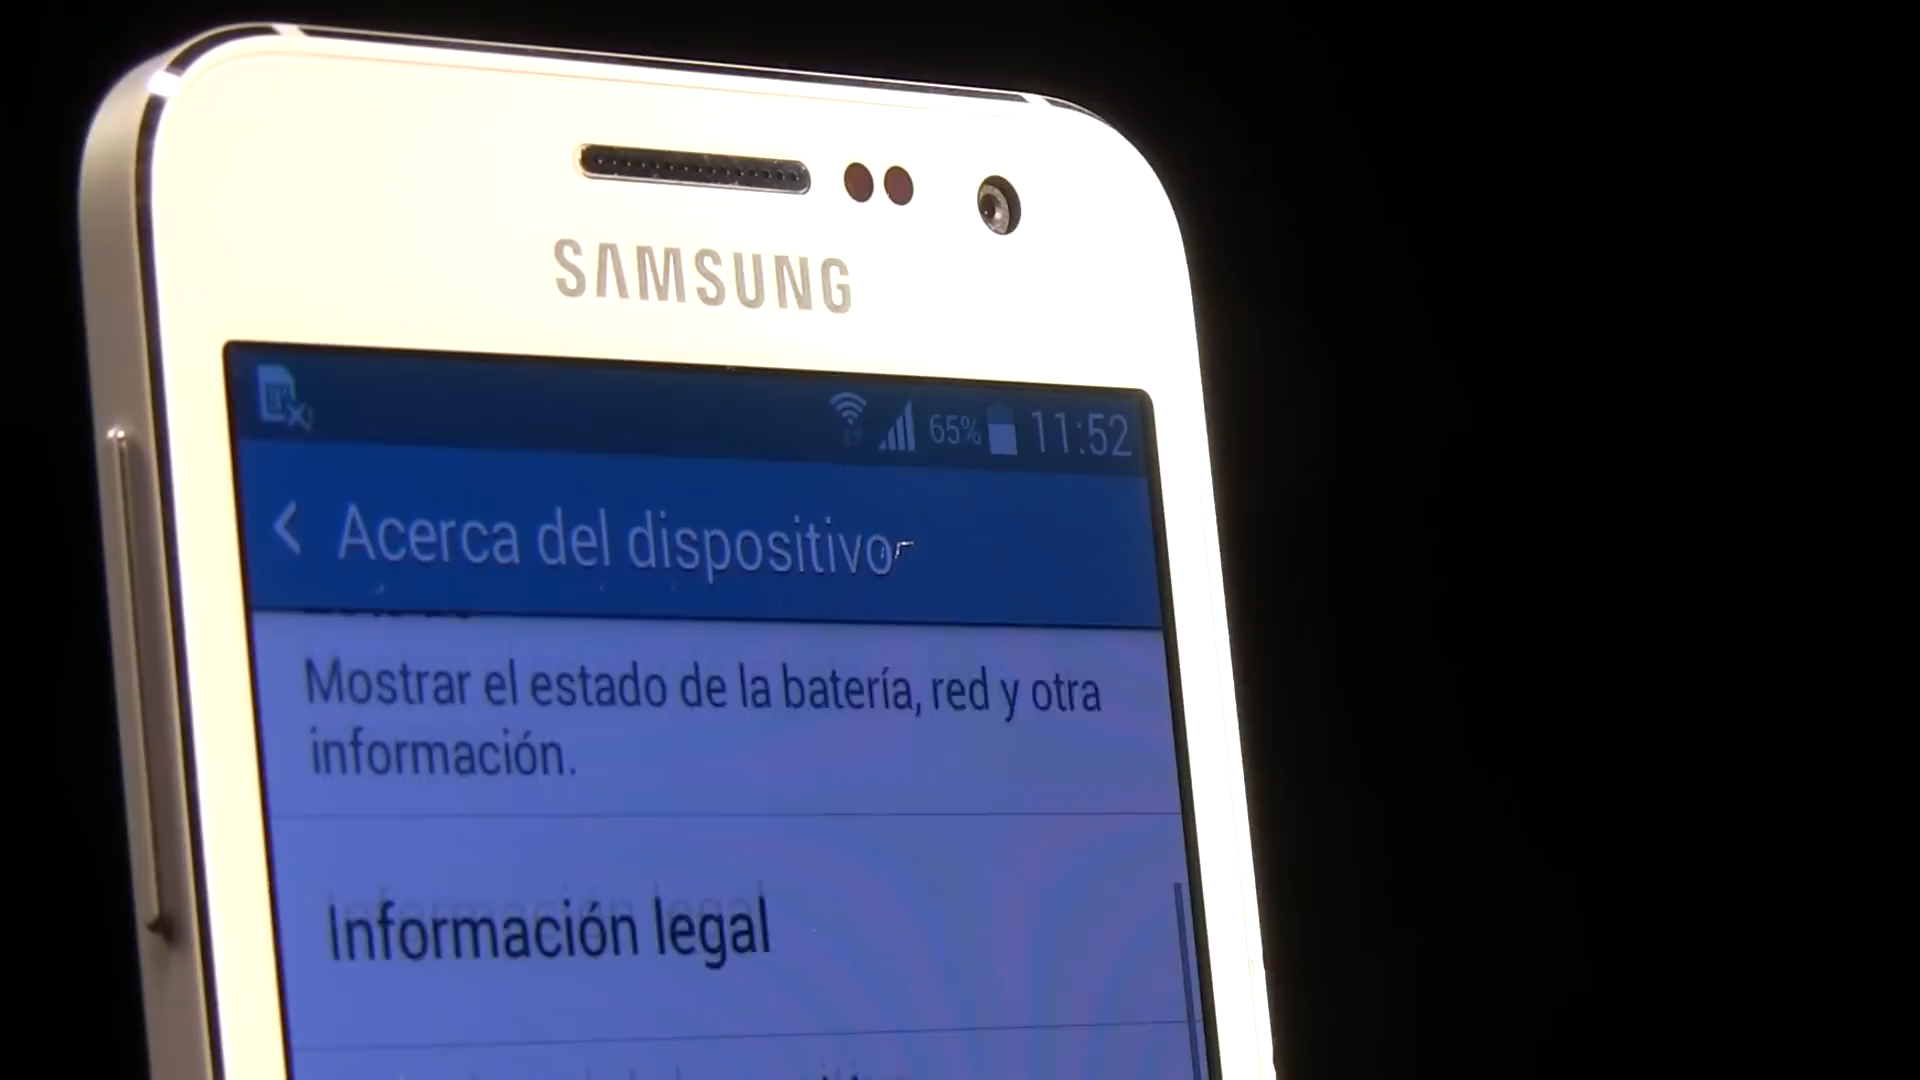 SAMSUNG
65% 11:52
Acerca del dispositivo
Mostrar el estado de la batería, red y otra
información.
Información legal